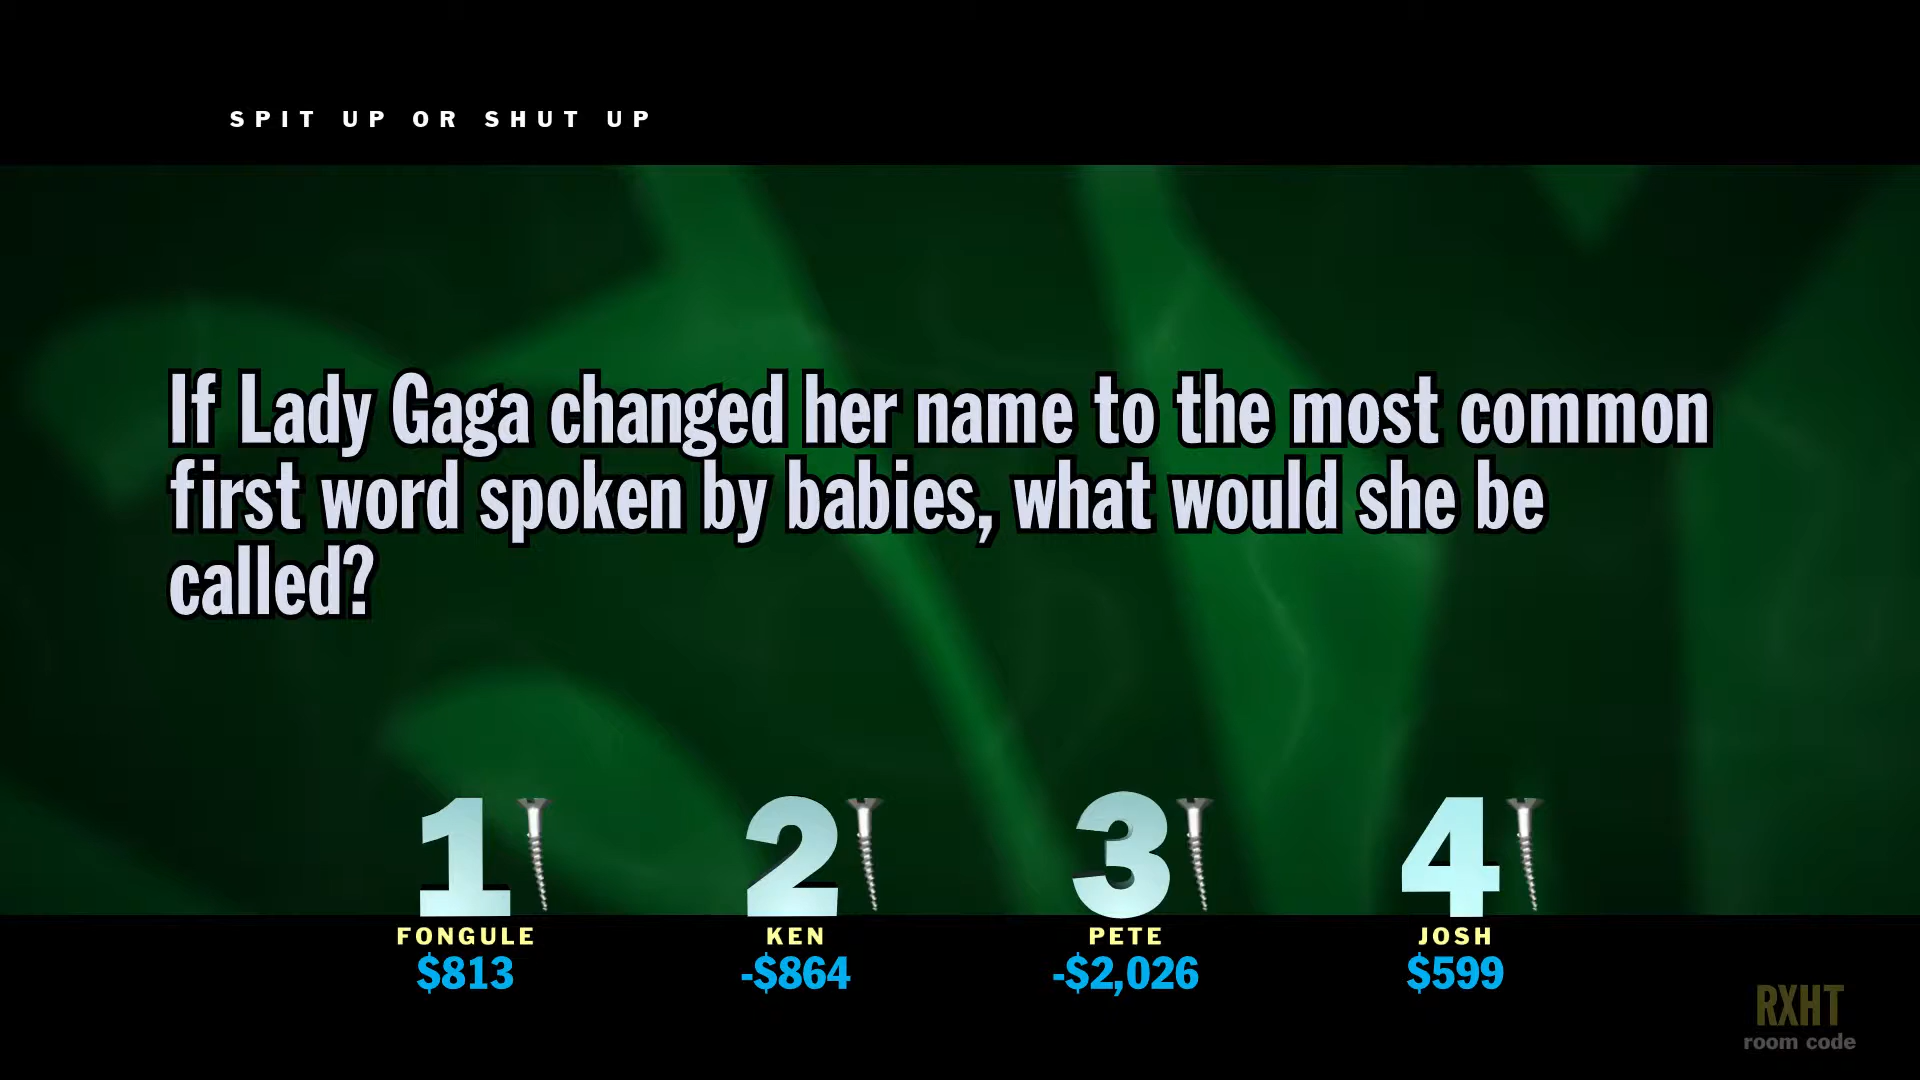 SPIT UP OR SHUT UP
If Lady Gaga changed her name to the most common
first word spoken by babies, what would she be
called?
1 2 3 4
FONGULE KEN PETE JOSH
$813 -$864 -$2,026 $599
RXHT
room code